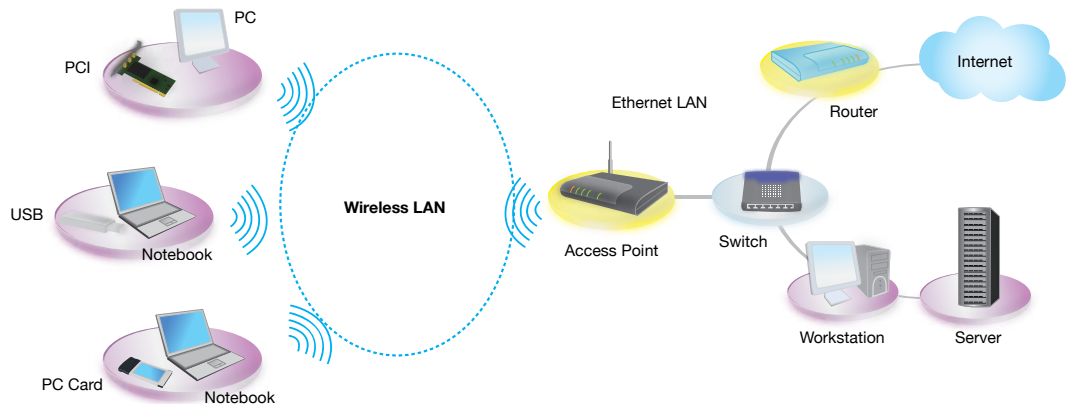 PC
PCI
Internet
Ethernet LAN
Router
USB
Wireless LAN
Notebook
Access Point
Switch
Workstation
Server
PC Card
Notebook